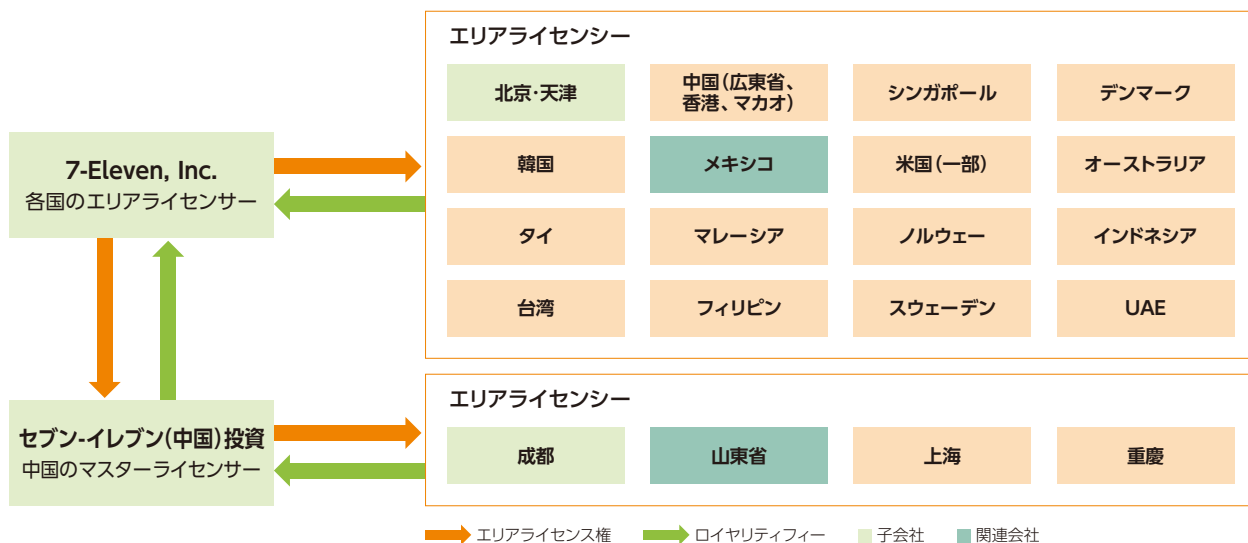 エリアライセンシー
北京・天津
中国(広東省、
香港、マカオ)
シンガポール
デンマーク
7-Eleven, Inc.
各国のエリアライセンサー
韓国
メキシコ
米国(一部)
オーストラリア
タイ
マレーシア
ノルウェー
インドネシア
台湾
フィリピン
スウェーデン
UAE
エリアライセンシー
セブン-イレブン(中国)投資
中国のマスターライセンサー
成都
山東省
上海
重慶
エリアライセンス権
ロイヤリティフィー
子会社
関連会社